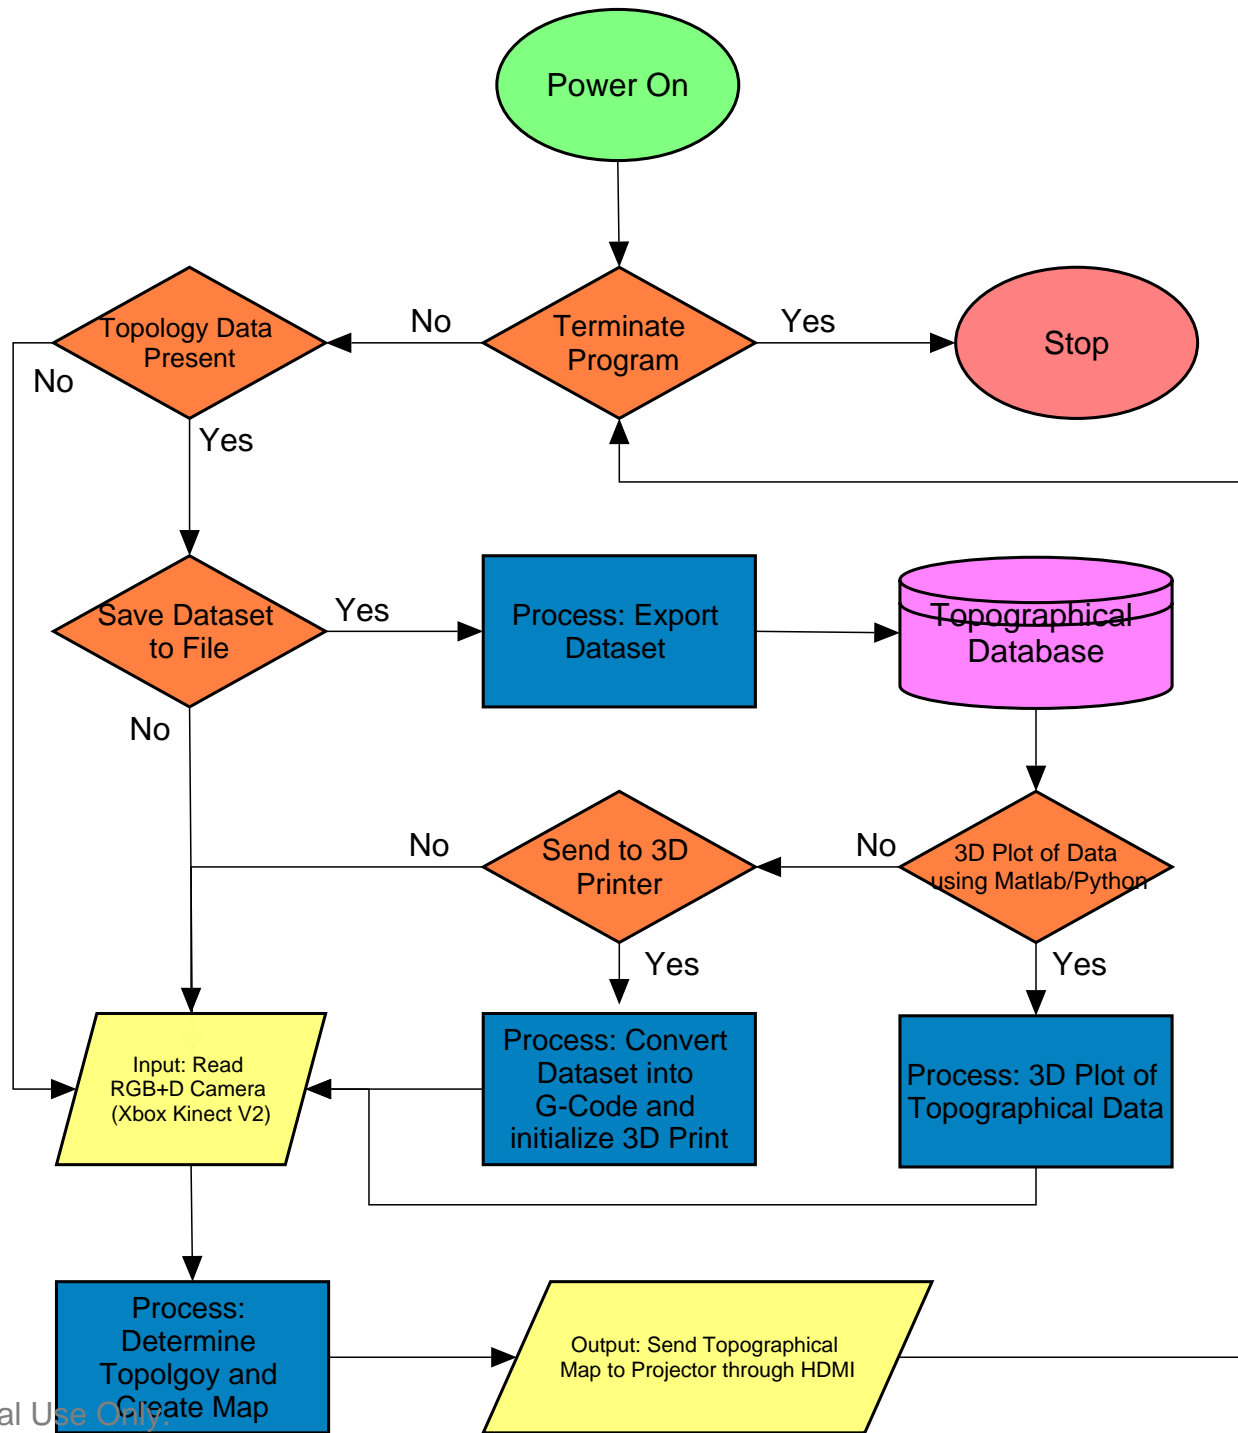 Power On
Topology Data
Present
No
Terminate
Program
Yes
Stop
No
Yes
Save Dataset
to File
Yes
Process: Export
Dataset
Topographical
Database
No
No
Send to 3D
Printer
No
3D Plot of Data
using Matlab/Python
Yes
Yes
Input: Read
RGB+D Camera
(Xbox Kinect V2)
Process: Convert
Dataset into
G-Code and
initialize 3D Print
Process: 3D Plot of
Topographical Data
Process:
Determine
Topolgoy and
Create Map
Output: Send Topographical
Map to Projector through HDMI
Use Only.